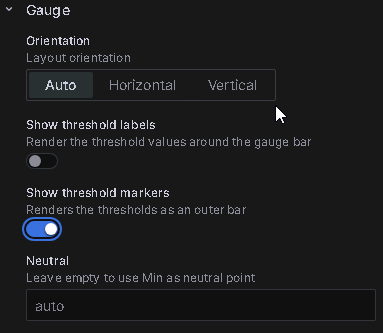 Gauge
Orientation
Layout orientation
Auto Horizontal Vertical
Show threshold labels
Render the threshold values around the gauge bar
Show threshold markers
Renders the thresholds as an outer bar
Neutral
Leave empty to use Min as neutral point
auto